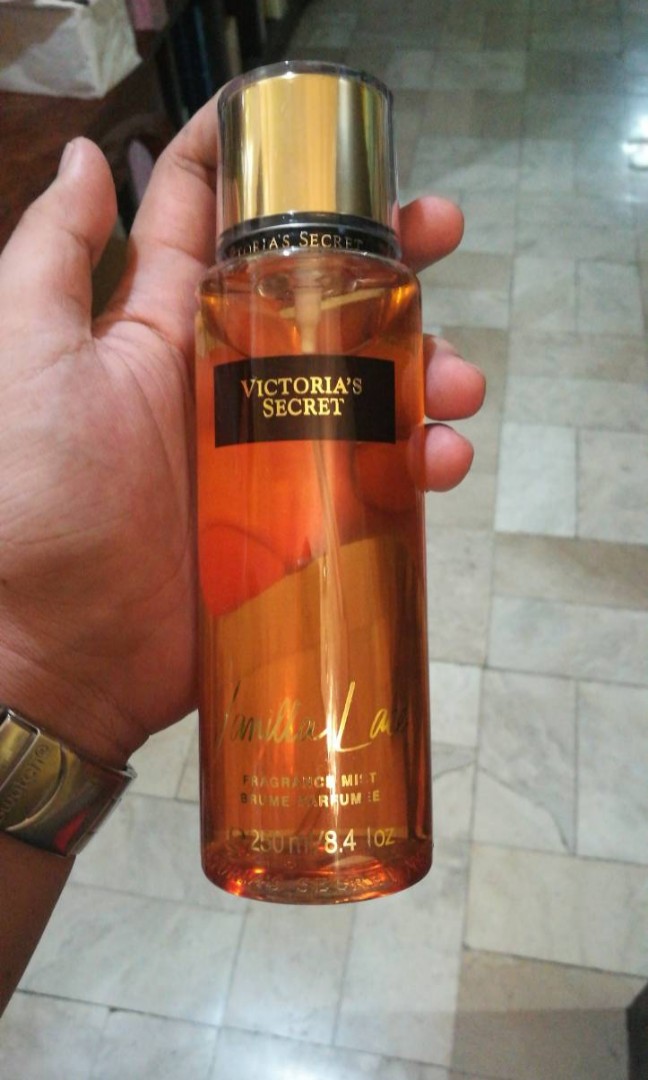 VICTORIA'S SECRET
VICTORIA'S
SECRET
Vanilla Lace
FRAGRANCE MIST
BRUME PARFUMÉE
250 ml/8.4 fl oz